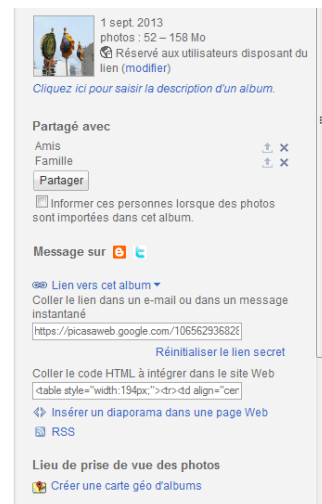 1 sept. 2013
photos : 52 – 158 Mo
Réservé aux utilisateurs disposant du
lien (modifier)
Cliquez ici pour saisir la description d'un album.
Partagé avec
Amis
Famille
Partager
Informer ces personnes lorsque des photos
sont importées dans cet album.
Message sur
Lien vers cet album
Coller le lien dans un e-mail ou dans un message
instantané
https://picasaweb.google.com/106562936828
Réinitialiser le lien secret
Coller le code HTML à intégrer dans le site Web
<table style="width:194px;"><tr><td align="cer
Insérer un diaporama dans une page Web
RSS
Lieu de prise de vue des photos
Créer une carte géo d'albums